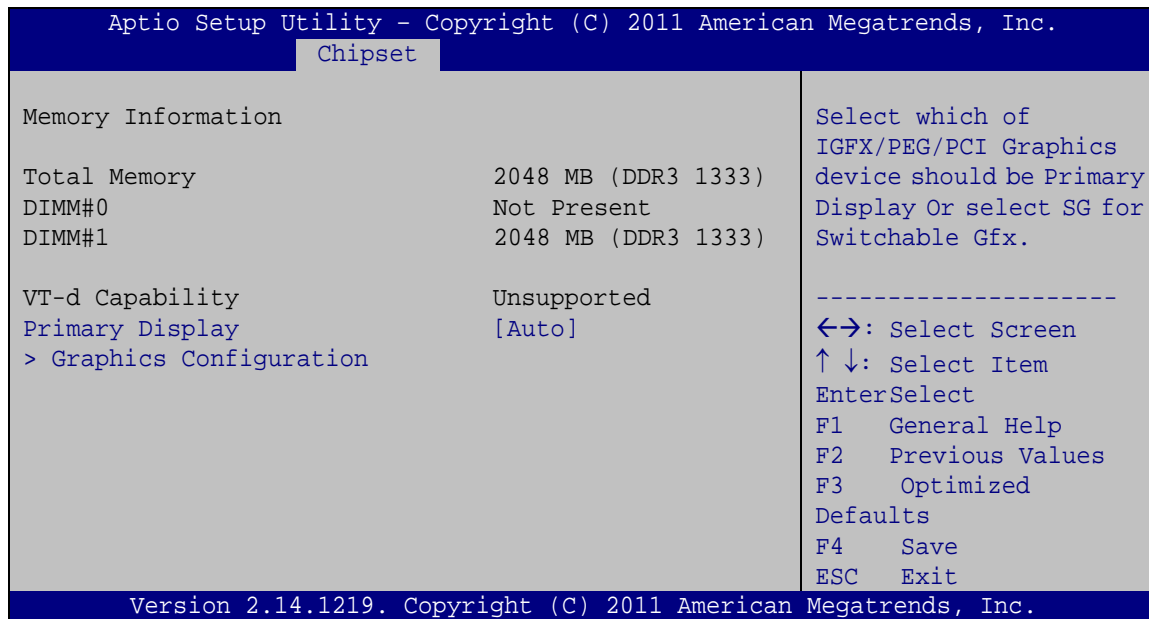 Aptio Setup Utility – Copyright (C) 2011 American Megatrends, Inc.
Chipset
Memory Information
Total Memory 2048 MB (DDR3 1333)
DIMM#0 Not Present
DIMM#1 2048 MB (DDR3 1333)
VT-d Capability Unsupported
Primary Display [Auto]
> Graphics Configuration
Select which of
IGFX/PEG/PCI Graphics
device should be Primary
Display Or select SG for
Switchable Gfx.
---------------------
←→: Select Screen
↑ ↓: Select Item
EnterSelect
F1 General Help
F2 Previous Values
F3 Optimized
Defaults
F4 Save
ESC Exit
Version 2.14.1219. Copyright (C) 2011 American Megatrends, Inc.